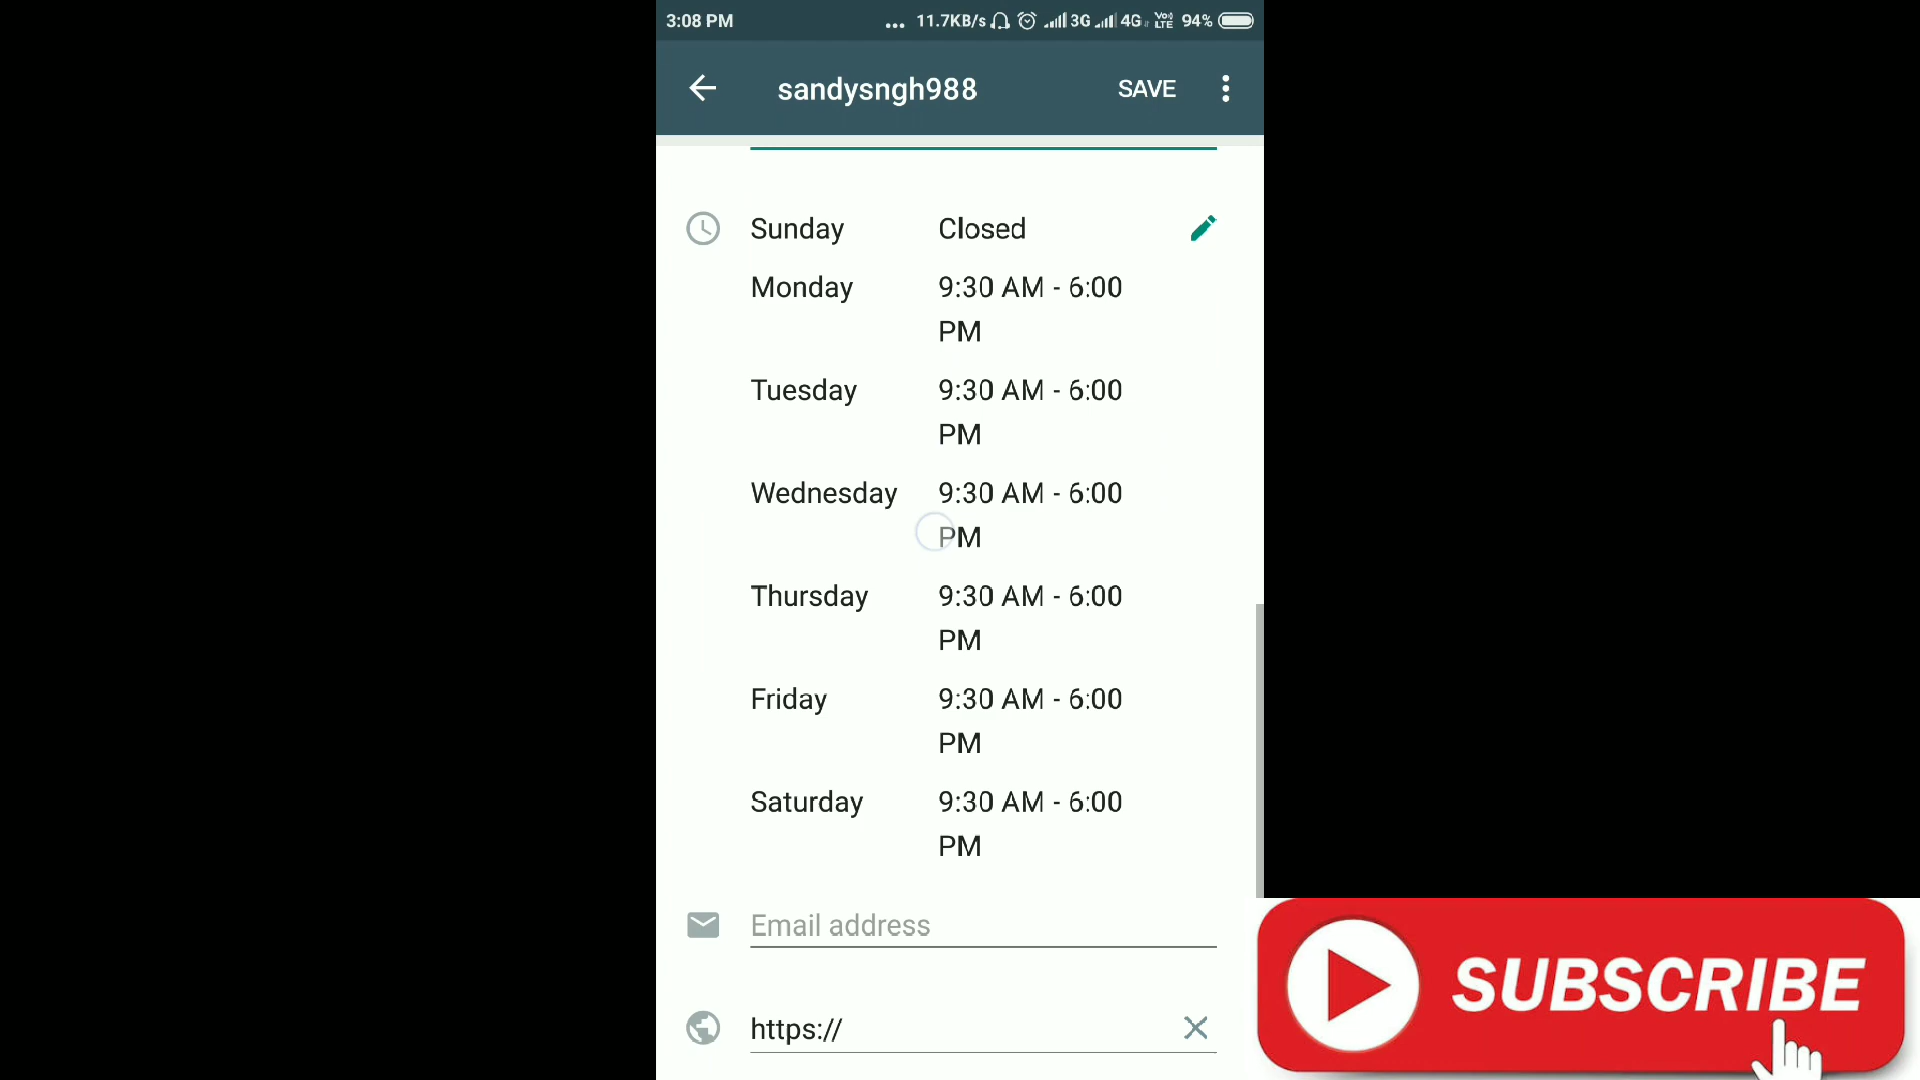 3:08 PM ... 11.7KB/s 3G 4G Vo) LTE 94%
sandysngh988 SAVE
Sunday Closed
Monday 9:30 AM - 6:00
PM
Tuesday 9:30 AM - 6:00
PM
Wednesday 9:30 AM - 6:00
PM
Thursday 9:30 AM - 6:00
PM
Friday 9:30 AM - 6:00
PM
Saturday 9:30 AM - 6:00
PM
Email address
https://
SUBSCRIBE